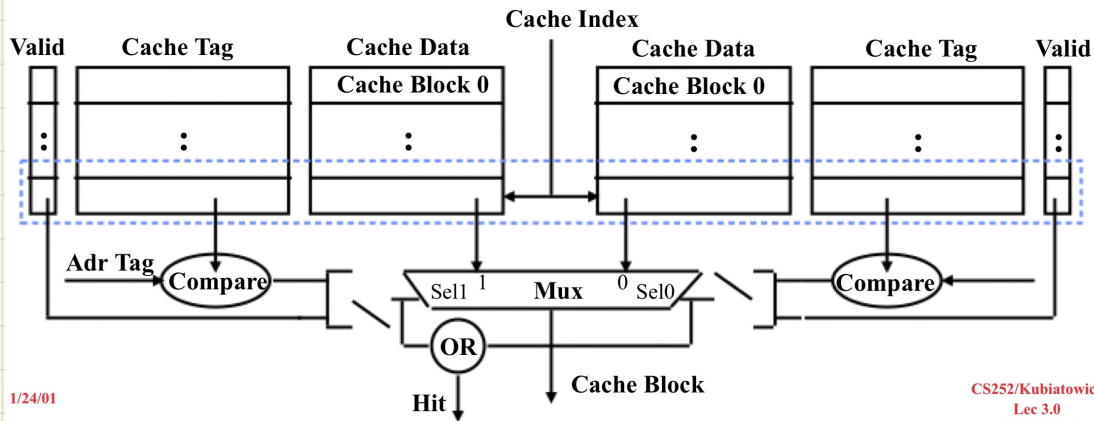 Cache Index
Valid Cache Tag Cache Data Cache Data Cache Tag Valid
Cache Block 0 Cache Block 0
: : : : : :
Adr Tag Compare Sel1 1 Mux 0 Sel0 Compare
OR
Cache Block
Hit
1/24/01
CS252/Kubiatowic
Lec 3.0